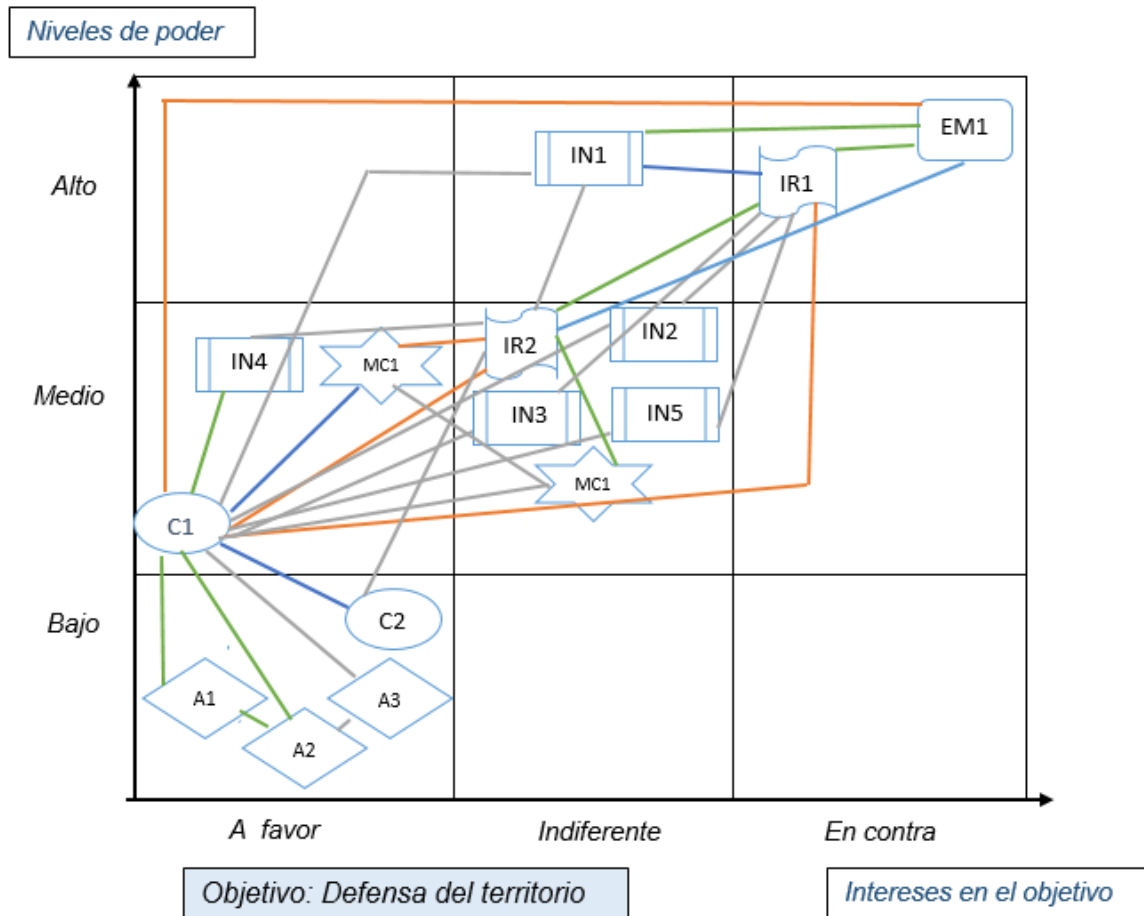 Niveles de poder
EM1
IN1
IR1
Alto
IR2
IN2
IN4
MC1
Medio
IN3
IN5
MC1
C1
Bajo
C2
A1
A3
A2
A favor
Indiferente
En contra
Objetivo: Defensa del territorio
Intereses en el objetivo